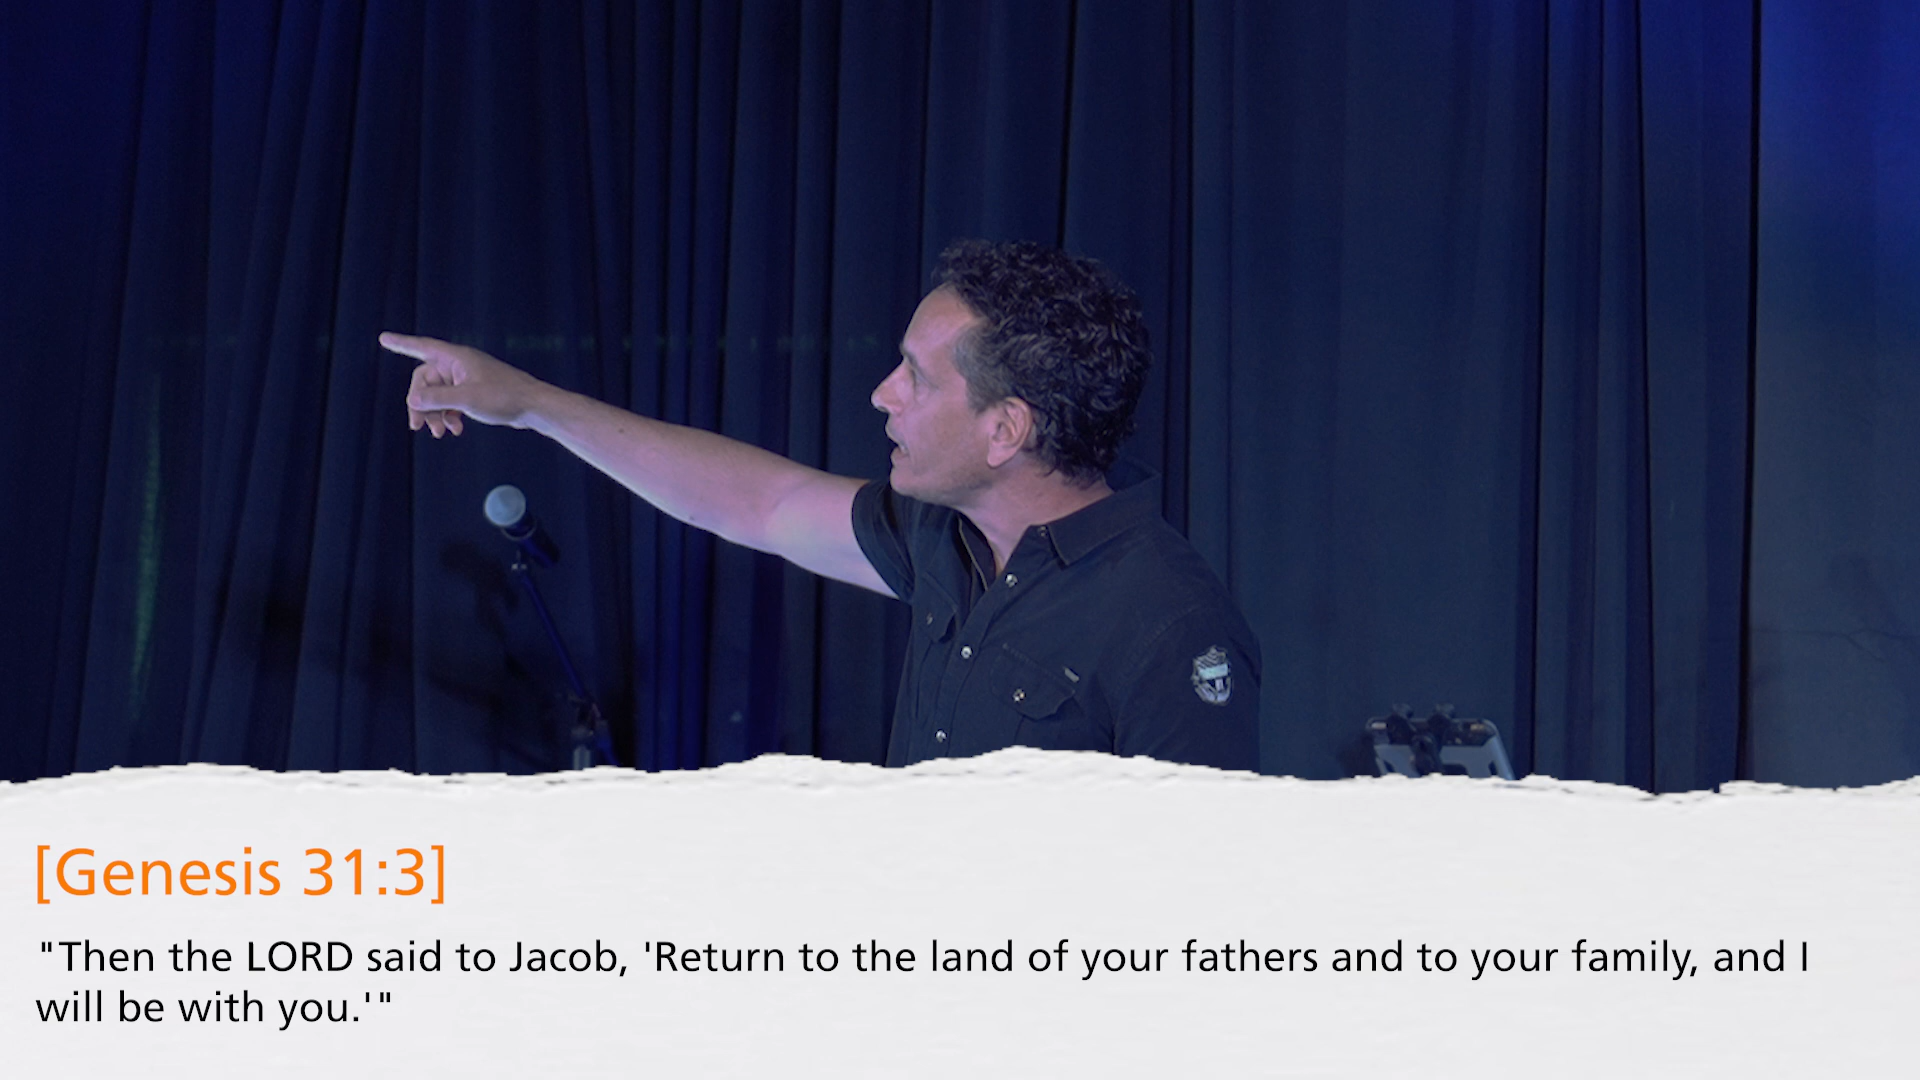 [Genesis 31:3]
"Then the LORD said to Jacob, 'Return to the land of your fathers and to your family, and I
will be with you.'"